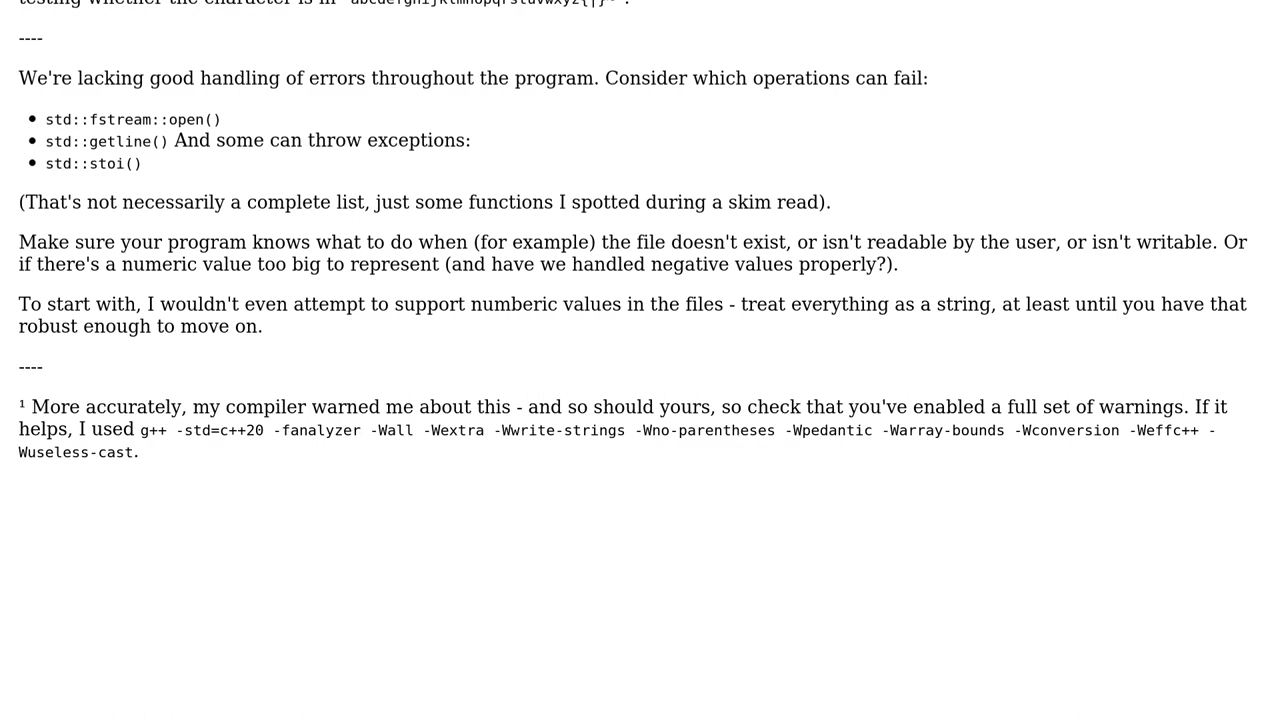 testing whether the character is in
----
We're lacking good handling of errors throughout the program. Consider which operations can fail:
• std::fstream::open()
• std::getline() And some can throw exceptions:
• std::stoi()
(That's not necessarily a complete list, just some functions I spotted during a skim read).
Make sure your program knows what to do when (for example) the file doesn't exist, or isn't readable by the user, or isn't writable. Or
if there's a numeric value too big to represent (and have we handled negative values properly?).
To start with, I wouldn't even attempt to support numberic values in the files - treat everything as a string, at least until you have that
robust enough to move on.
----
¹ More accurately, my compiler warned me about this - and so should yours, so check that you've enabled a full set of warnings. If it
helps, I used g++ -std=c++20 -fanalyzer -Wall -Wextra -Wwrite-strings -Wno-parentheses -Wpedantic -Warray-bounds -Wconversion -Weffc++ -
Wuseless-cast.